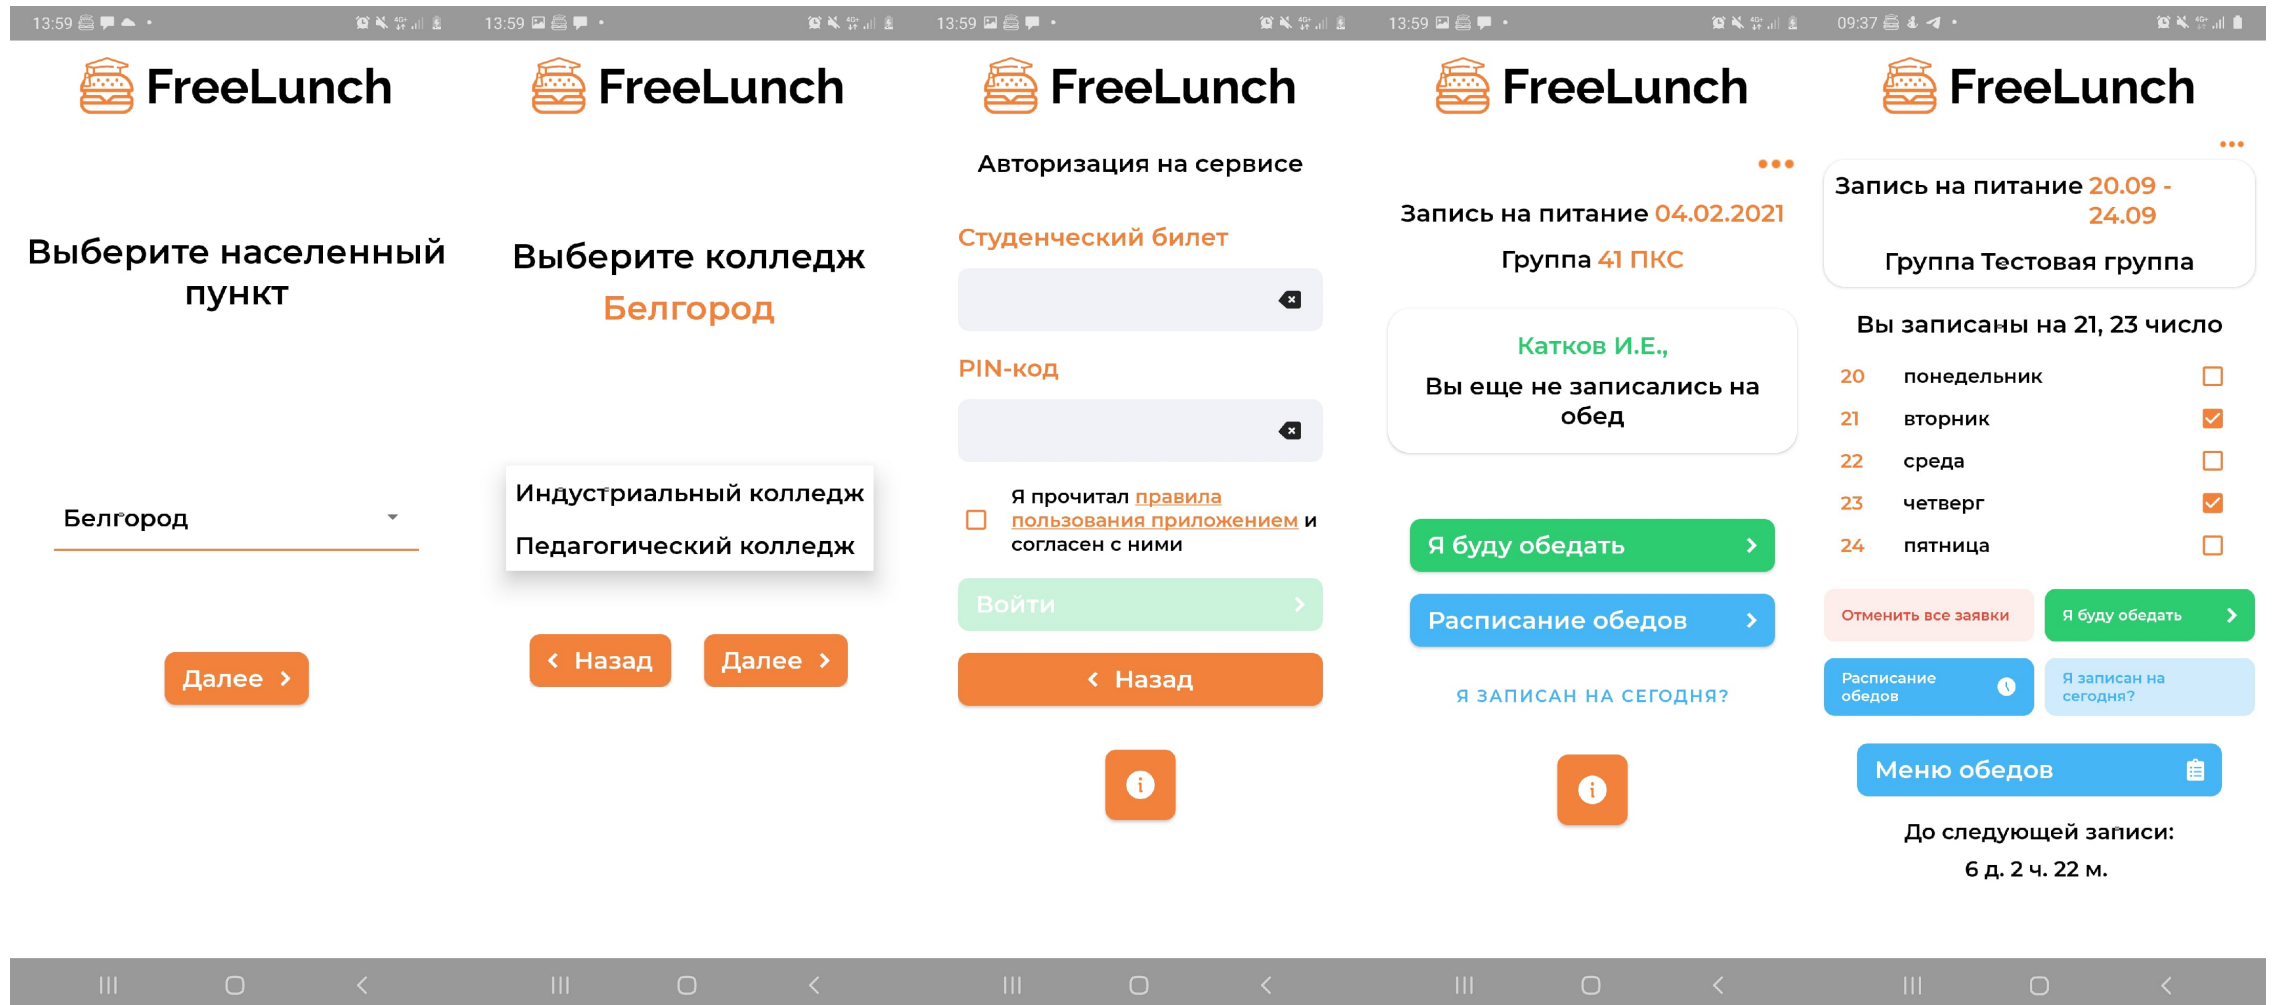 13:59
FreeLunch
Выберите населенный
пункт
Белгород
Далее
13:59
FreeLunch
Выберите колледж
Белгород
Индустриальный колледж
Педагогический колледж
Назад
Далее
13:59
FreeLunch
Авторизация на сервисе
Студенческий билет
PIN-код
Я прочитал правила
пользования приложением и
согласен с ними
Войти
Назад
13:59
FreeLunch
Запись на питание 04.02.2021
Группа 41 ПКС
Катков И.Е.,
Вы еще не записались на
обед
Я буду обедать
Расписание обедов
Я ЗАПИСАН НА СЕГОДНЯ?
09:37
FreeLunch
Запись на питание 20.09 -
24.09
Группа Тестовая группа
Вы записаны на 21, 23 число
20 понедельник
21 вторник
22 среда
23 четверг
24 пятница
Отменить все заявки
Я буду обедать
Расписание
обедов
Я записан на
сегодня?
Меню обедов
До следующей записи:
6 д. 2 ч. 22 м.